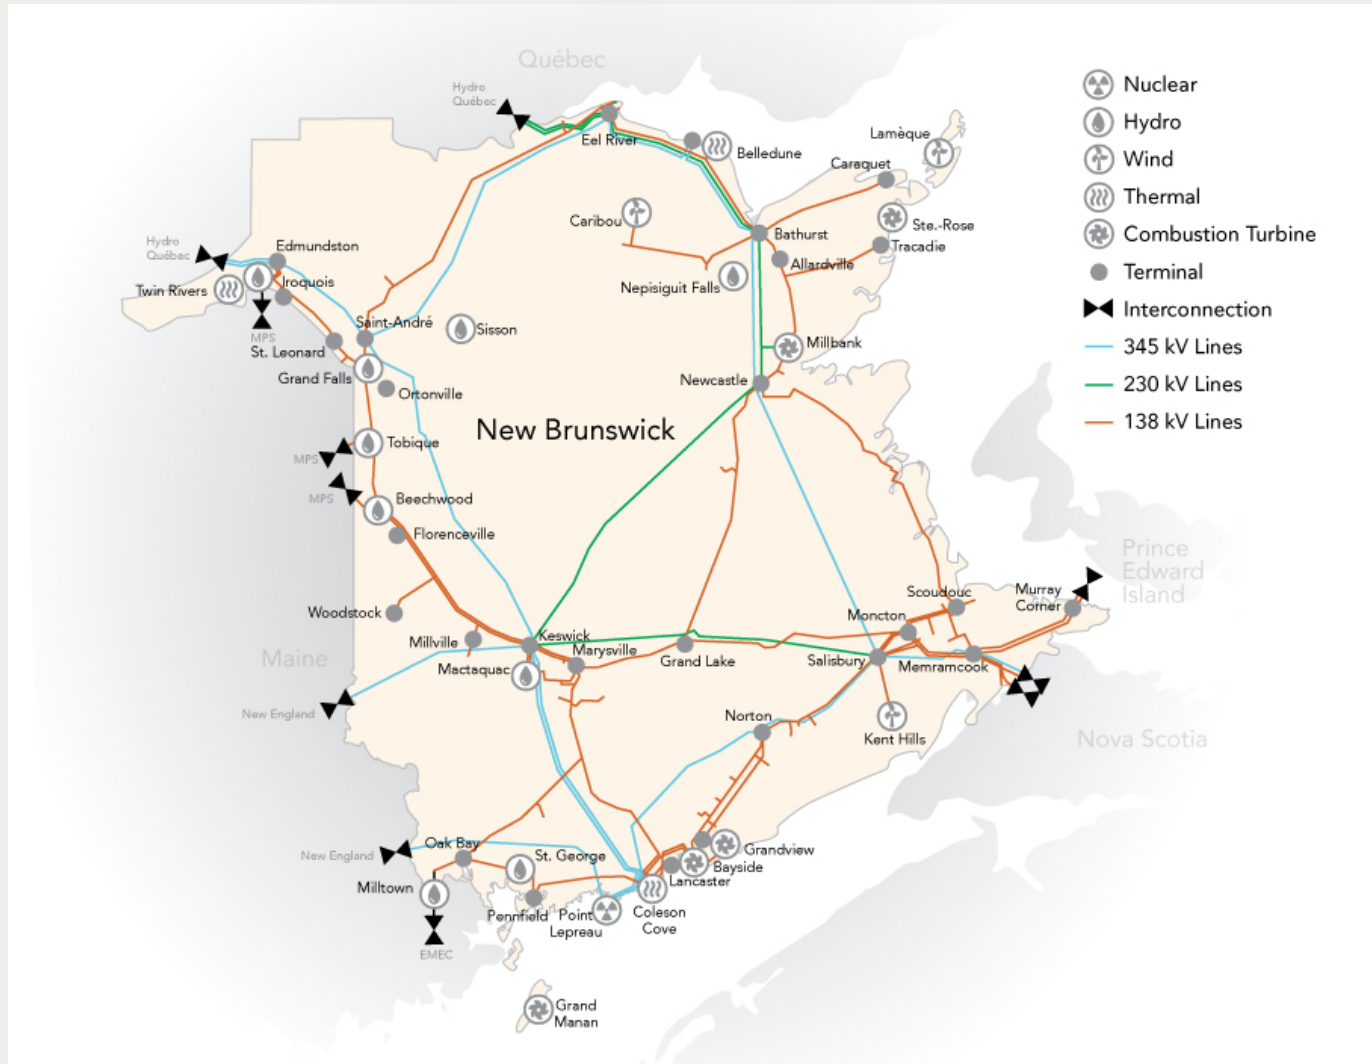 Québec
Hydro
Québec
Eel River
Belledune
Lamèque
Caraquet
Caribou
Ste.-Rose
Bathurst
Tracadie
Allardville
Nepisiguit Falls
Hydro
Québec
Edmundston
Twin Rivers
Iroquois
MPS
St. Leonard
Saint-André
Sisson
Grand Falls
Ortonville
Millbank
Newcastle
New Brunswick
MPS
Tobique
MPS
Beechwood
Florenceville
Woodstock
Millville
Keswick
Marysville
Mactaquac
Grand Lake
Maine
New England
Scoudouc
Murray
Corner
Moncton
Salisbury
Memramcook
Prince
Edward
Island
Nova Scotia
Norton
Kent Hills
New England
Oak Bay
St. George
Milltown
Grandview
Bayside
Lancaster
Pennfield
Point
Lepreau
Coleson
Cove
EMEC
Grand
Manan
Nuclear
Hydro
Wind
Thermal
Combustion Turbine
Terminal
Interconnection
345 kV Lines
230 kV Lines
138 kV Lines